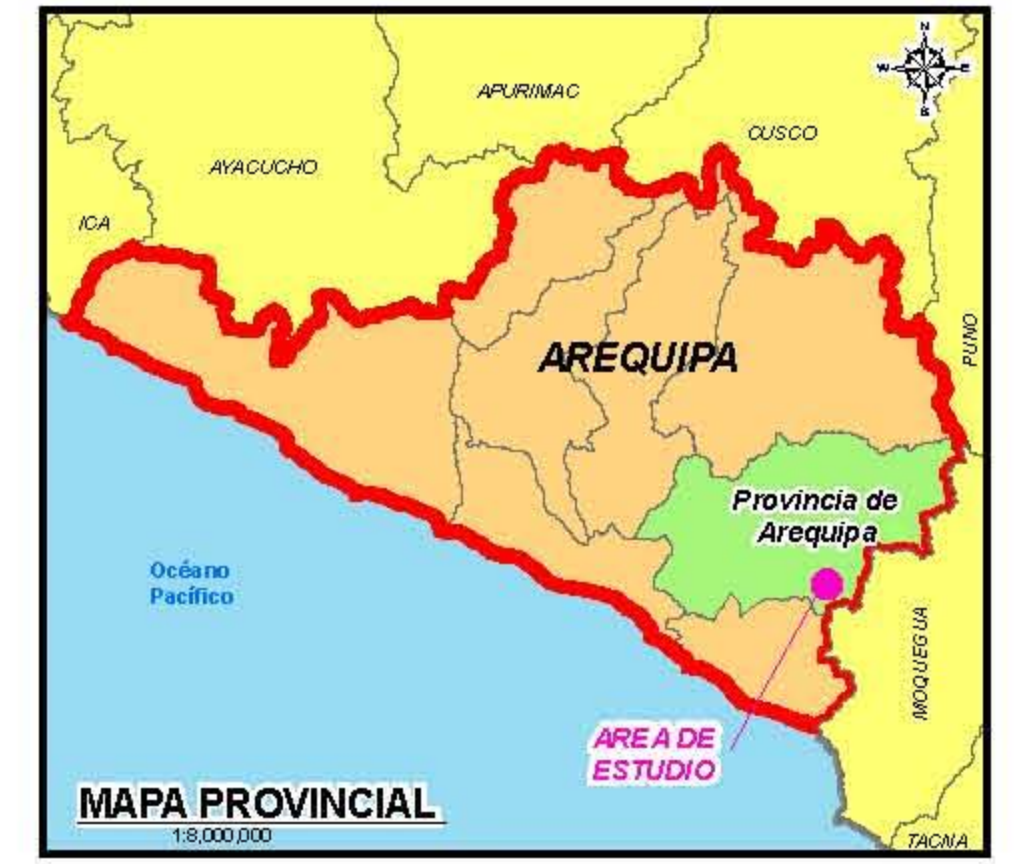 N
W E
S
APURIMAC
CUSCO
AYACUCHO
ICA
PUNO
AREQUIPA
Provincia de
Arequipa
Océano
Pacífico
MOQUEGUA
AREA DE
ESTUDIO
MAPA PROVINCIAL
1:8,000,000
TACNA